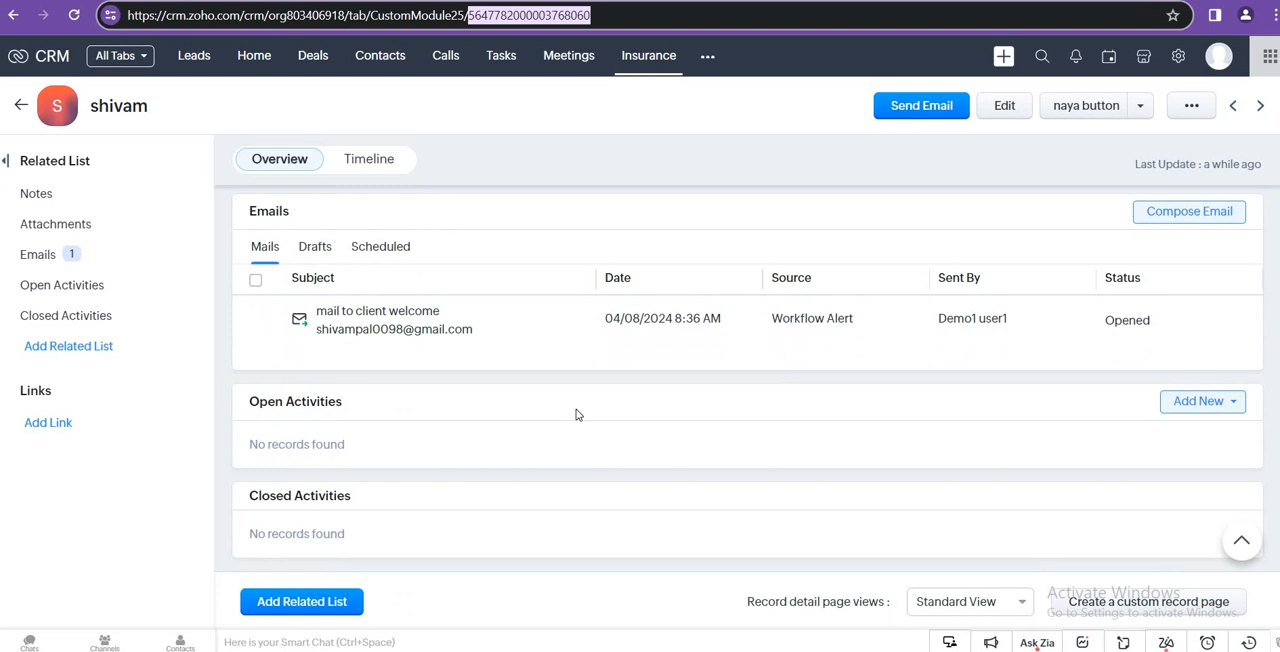 https://crm.zoho.com/crm/org803406918/tab/CustomModule25/5647782000003768060
CRM All Tabs Leads Home Deals Contacts Calls Tasks Meetings Insurance
S shivam Send Email Edit naya button
Related List Overview Timeline Last Update : a while ago
Notes
Attachments
Emails 1
Open Activities
Closed Activities
Add Related List
Links
Add Link
Emails Compose Email
Mails Drafts Scheduled
Subject Date Source Sent By Status
mail to client welcome
shivampal0098@gmail.com 04/08/2024 8:36 AM Workflow Alert Demo1 user1 Opened
Open Activities Add New
No records found
Closed Activities
No records found
Add Related List Record detail page views : Standard View Create a custom record page
Activate Windows
Go to Settings to activate Windows.
Chats Channels Contacts Here is your Smart Chat (Ctrl+Space) Ask Zia